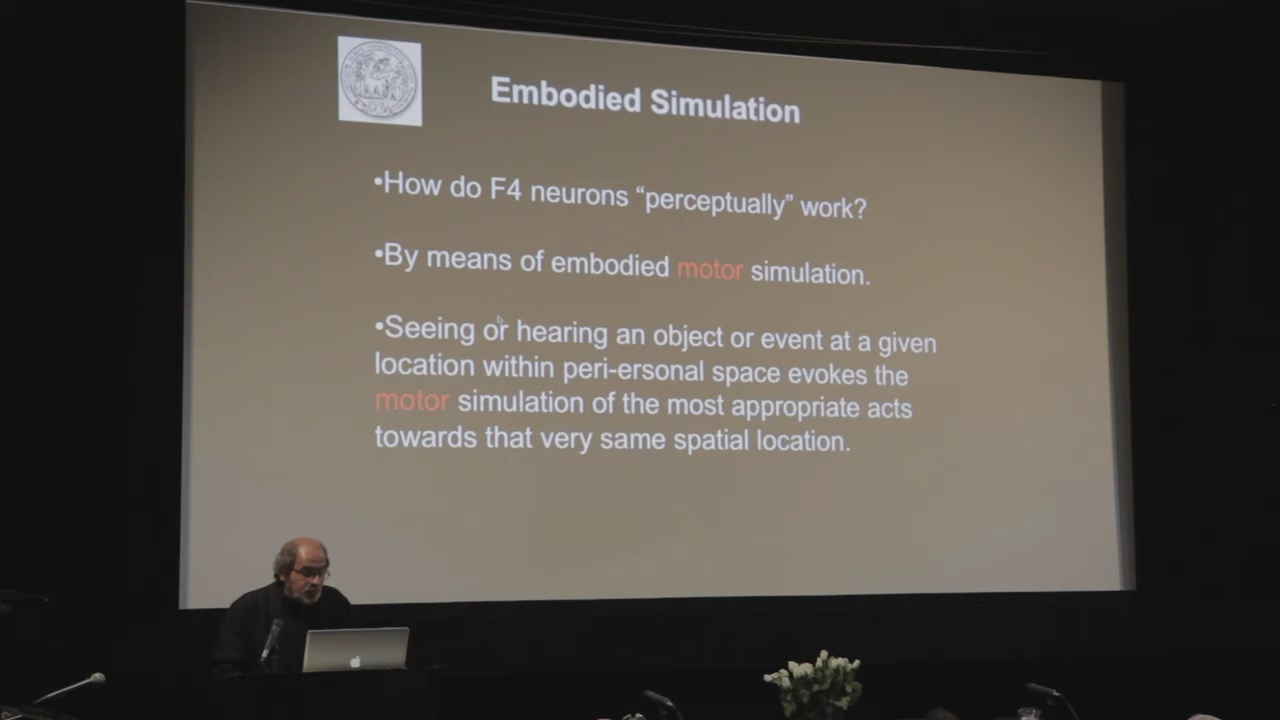 Embodied Simulation
•How do F4 neurons “perceptually” work?
•By means of embodied motor simulation.
•Seeing or hearing an object or event at a given
location within peri-ersonal space evokes the
motor simulation of the most appropriate acts
towards that very same spatial location.